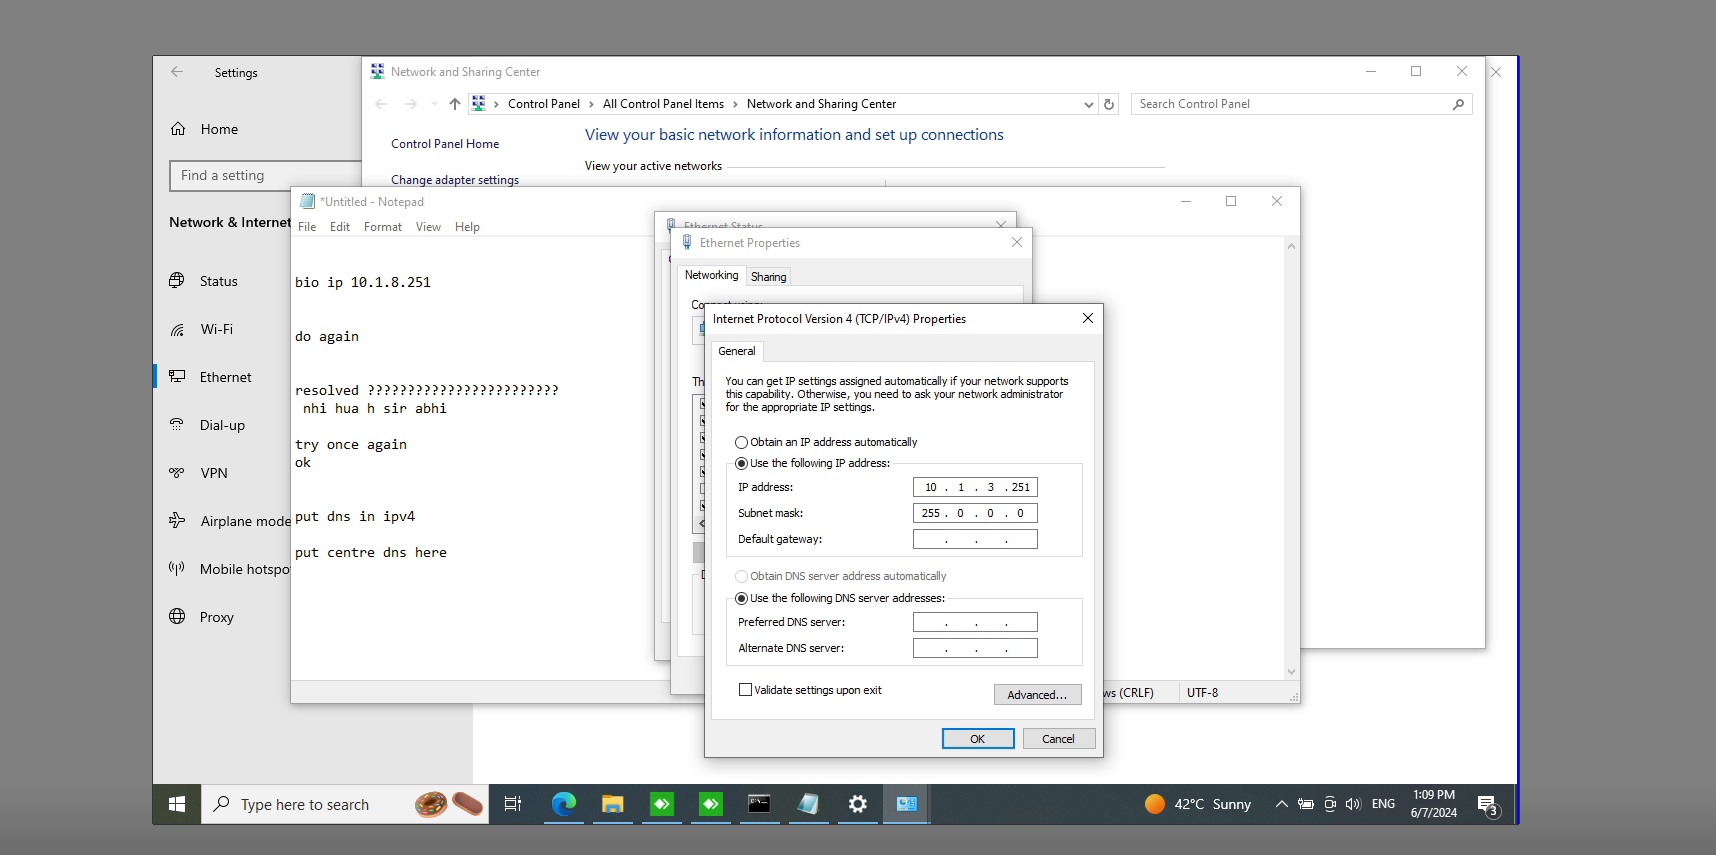 Settings
Home
Find a setting
Network & Internet
Status
Wi-Fi
Ethernet
Dial-up
VPN
Airplane mode
Mobile hotspo
Proxy
Network and Sharing Center
Control Panel > All Control Panel Items > Network and Sharing Center
Search Control Panel
Control Panel Home
Change adapter settings
View your basic network information and set up connections
View your active networks
*Untitled - Notepad
File Edit Format View Help
bio ip 10.1.8.251
do again
resolved ????????????????????????
nhi hua h sir abhi
try once again
ok
put dns in ipv4
put centre dns here
ws (CRLF) UTF-8
Ethernet Status
Ethernet Properties
Networking Sharing
Connect using:
Th
Internet Protocol Version 4 (TCP/IPv4) Properties
General
You can get IP settings assigned automatically if your network supports
this capability. Otherwise, you need to ask your network administrator
for the appropriate IP settings.
Obtain an IP address automatically
Use the following IP address:
IP address: 10 . 1 . 3 . 251
Subnet mask: 255 . 0 . 0 . 0
Default gateway: . . .
Obtain DNS server address automatically
Use the following DNS server addresses:
Preferred DNS server: . . .
Alternate DNS server: . . .
Validate settings upon exit
Advanced...
OK Cancel
Type here to search
42°C Sunny
ENG
1:09 PM
6/7/2024
3